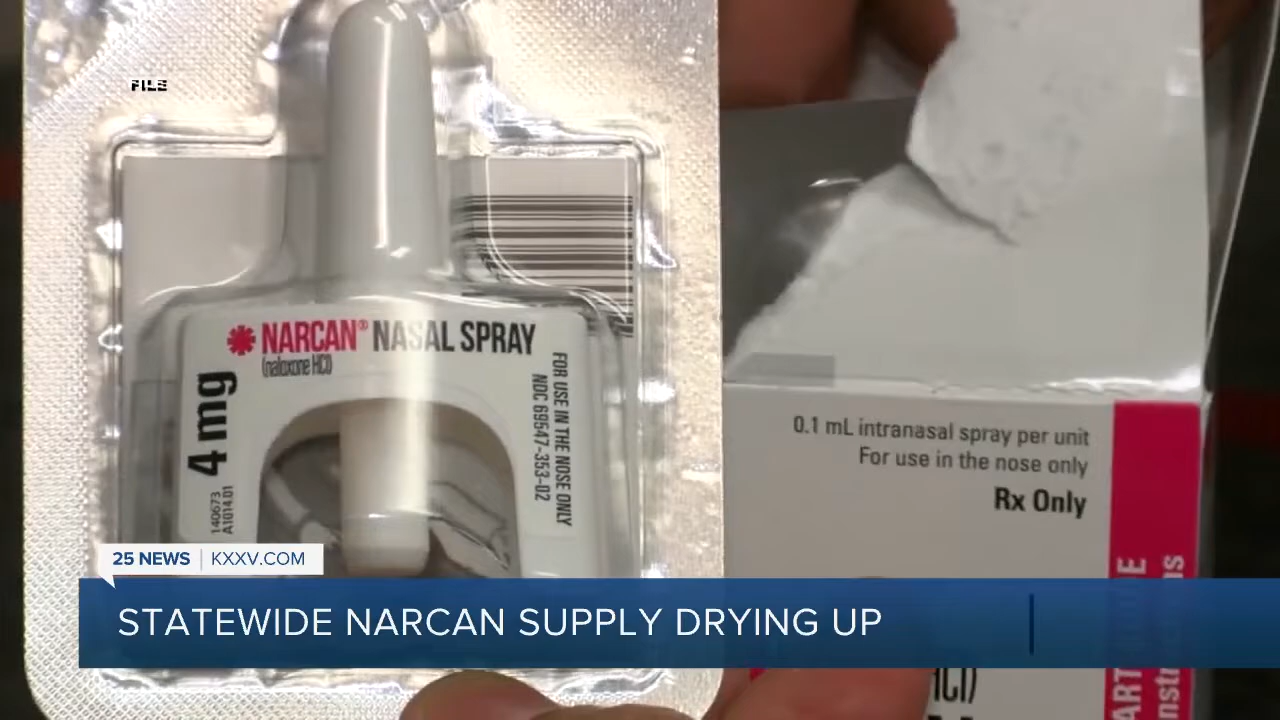 FILE
NARCAN® NASAL SPRAY
(naloxone HCl)
4 mg
FOR USE IN THE NOSE ONLY
NDC 69547-353-02
140673
A1014.01
0.1 mL intranasal spray per unit
For use in the nose only
Rx Only
25 NEWS | KXXV.COM
STATEWIDE NARCAN SUPPLY DRYING UP
HCl)